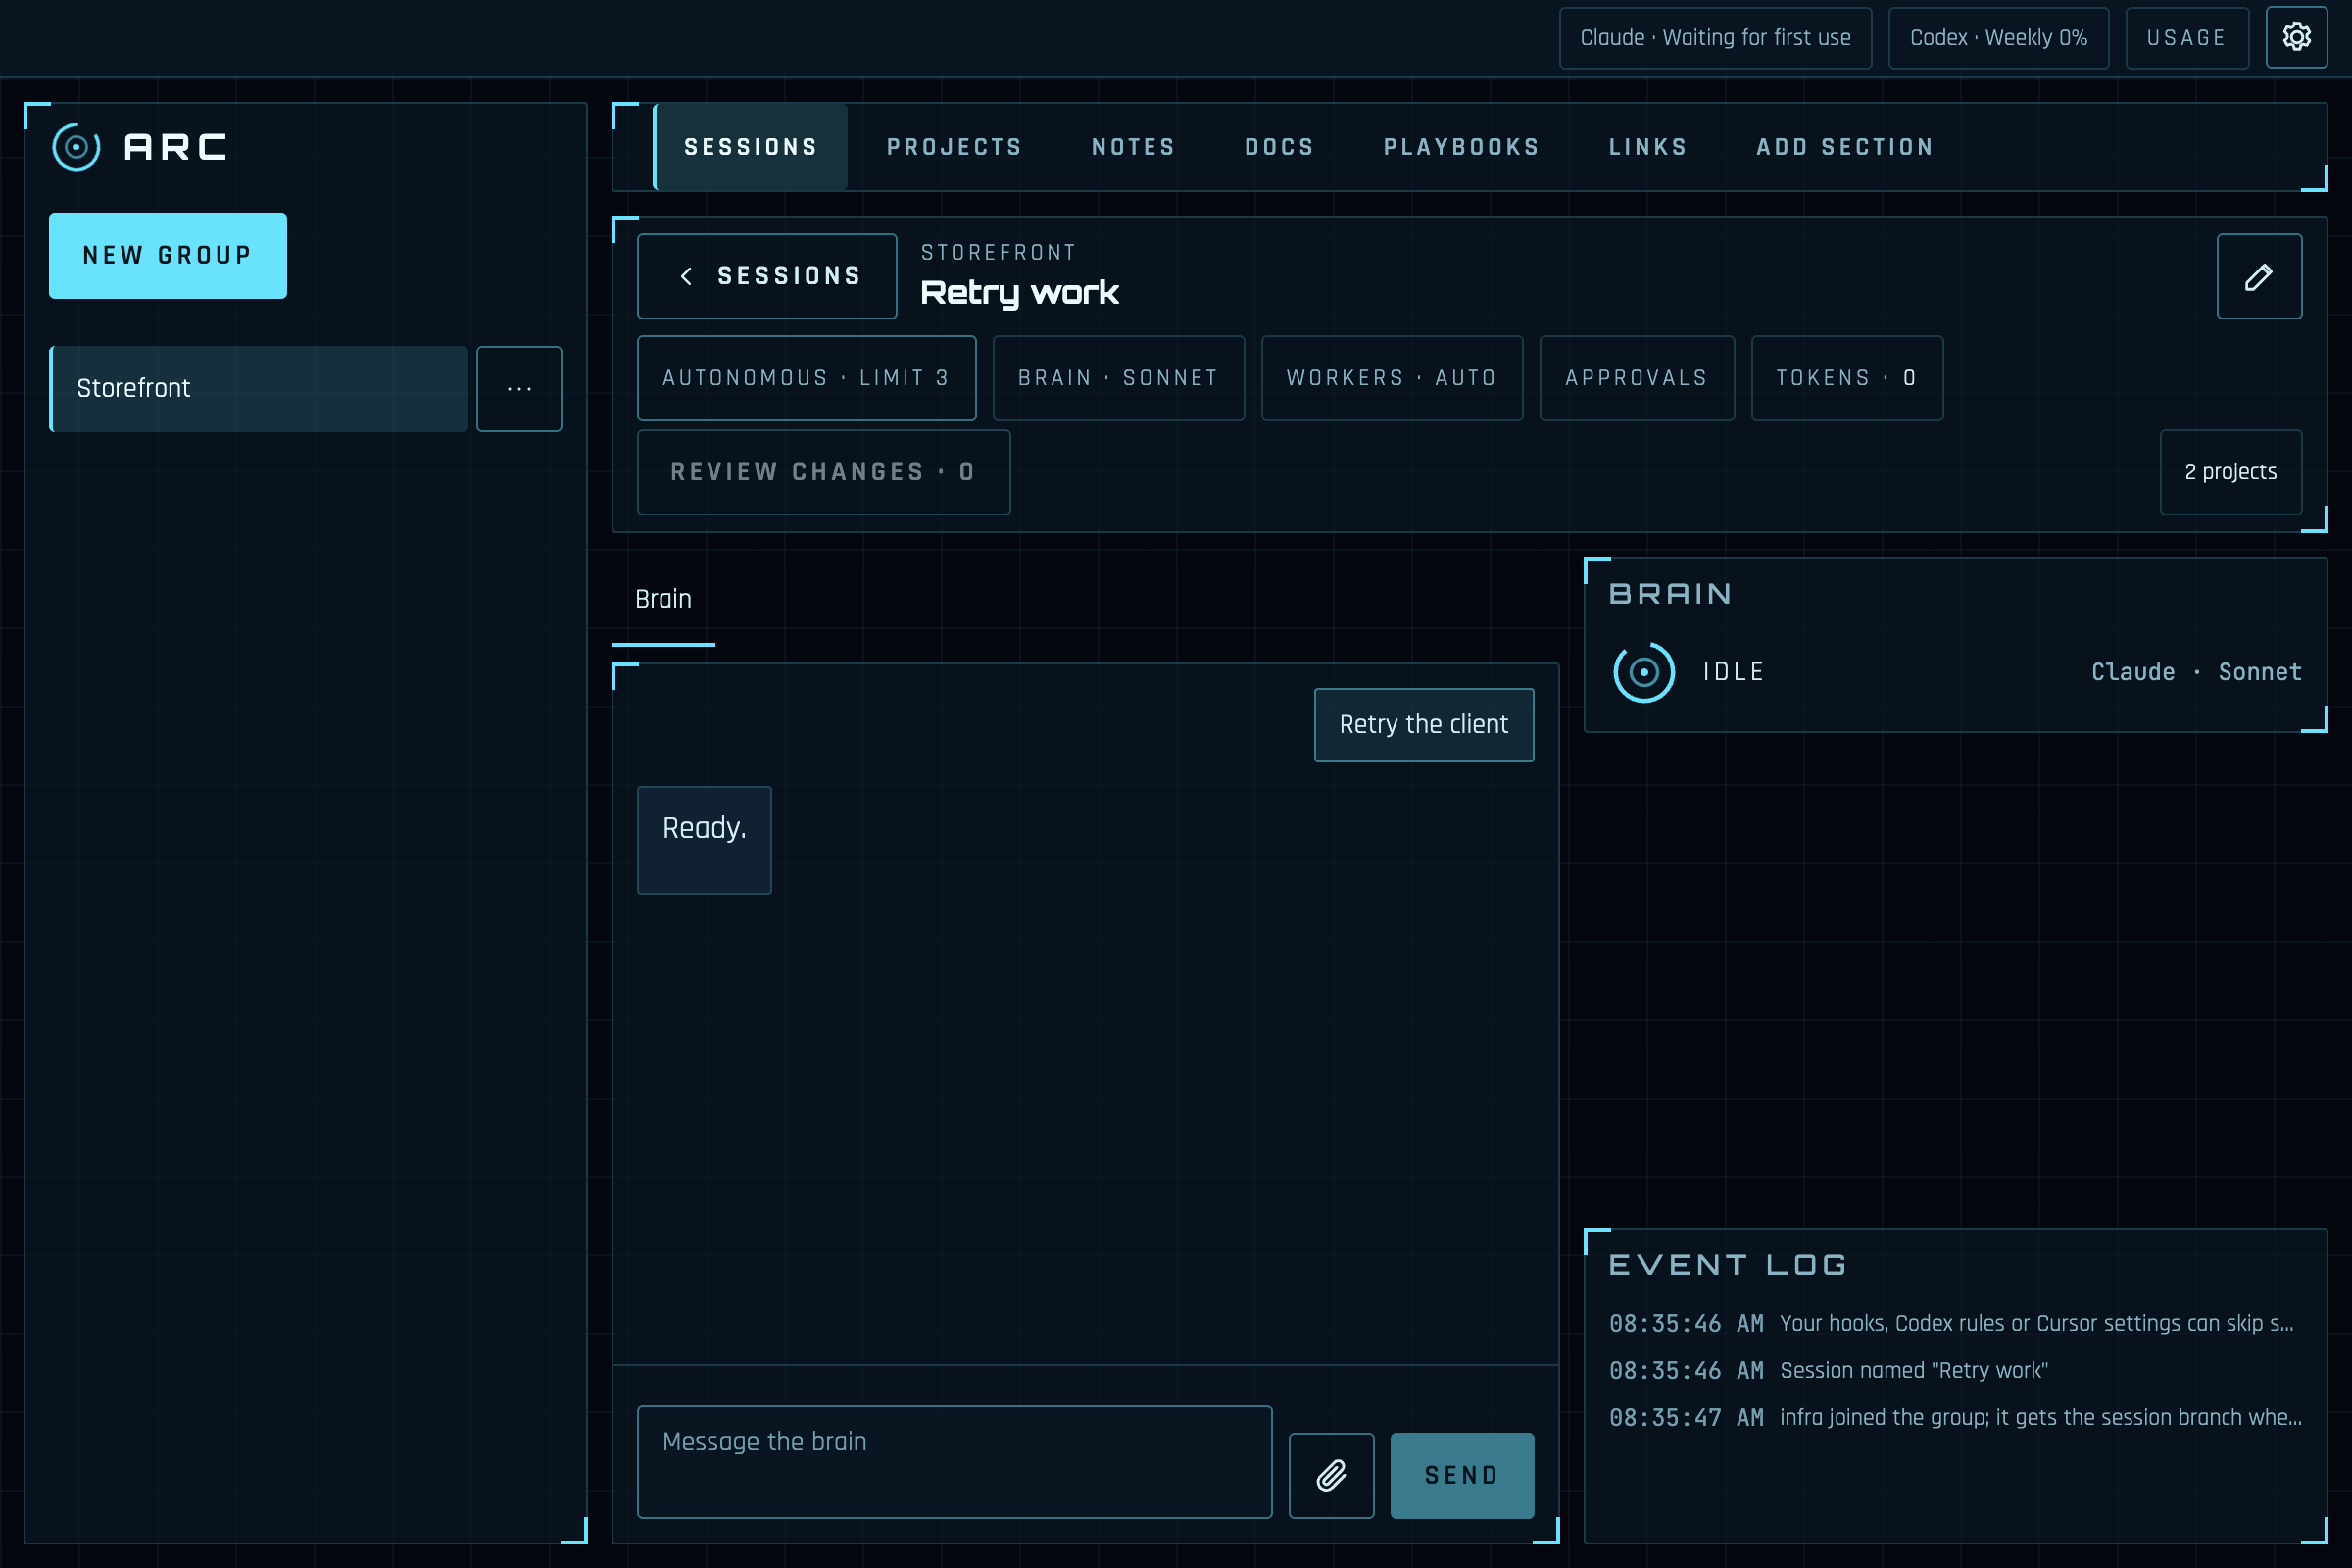 Claude · Waiting for first use
Codex · Weekly 0%
USAGE
ARC
NEW GROUP
Storefront
...
SESSIONS
PROJECTS
NOTES
DOCS
PLAYBOOKS
LINKS
ADD SECTION
SESSIONS
STOREFRONT
Retry work
AUTONOMOUS · LIMIT 3
BRAIN · SONNET
WORKERS · AUTO
APPROVALS
TOKENS · 0
REVIEW CHANGES · 0
2 projects
Brain
Retry the client
Ready.
Message the brain
SEND
BRAIN
IDLE
Claude · Sonnet
EVENT LOG
08:35:46 AM Your hooks, Codex rules or Cursor settings can skip s...
08:35:46 AM Session named "Retry work"
08:35:47 AM infra joined the group; it gets the session branch whe...